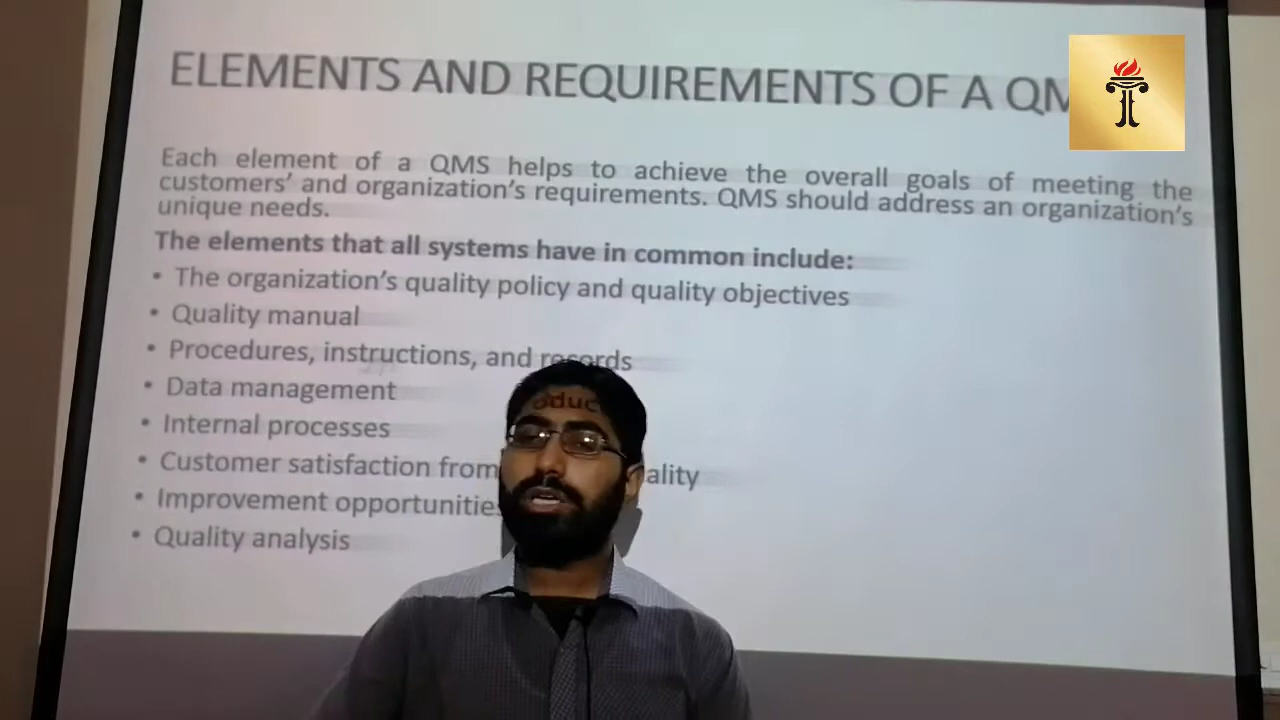 ELEMENTS AND REQUIREMENTS OF A
Each element of a QMS helps to achieve the overall goals of meeting the
customers' and organization's requirements. QMS should address an organization's
unique needs.
The elements that all systems have in common include:
• The organization's quality policy and quality objectives
• Quality manual
• Procedures, instructions, and records
• Data management
• Internal processes
• Customer satisfaction from
• Improvement opportunities
• Quality analysis